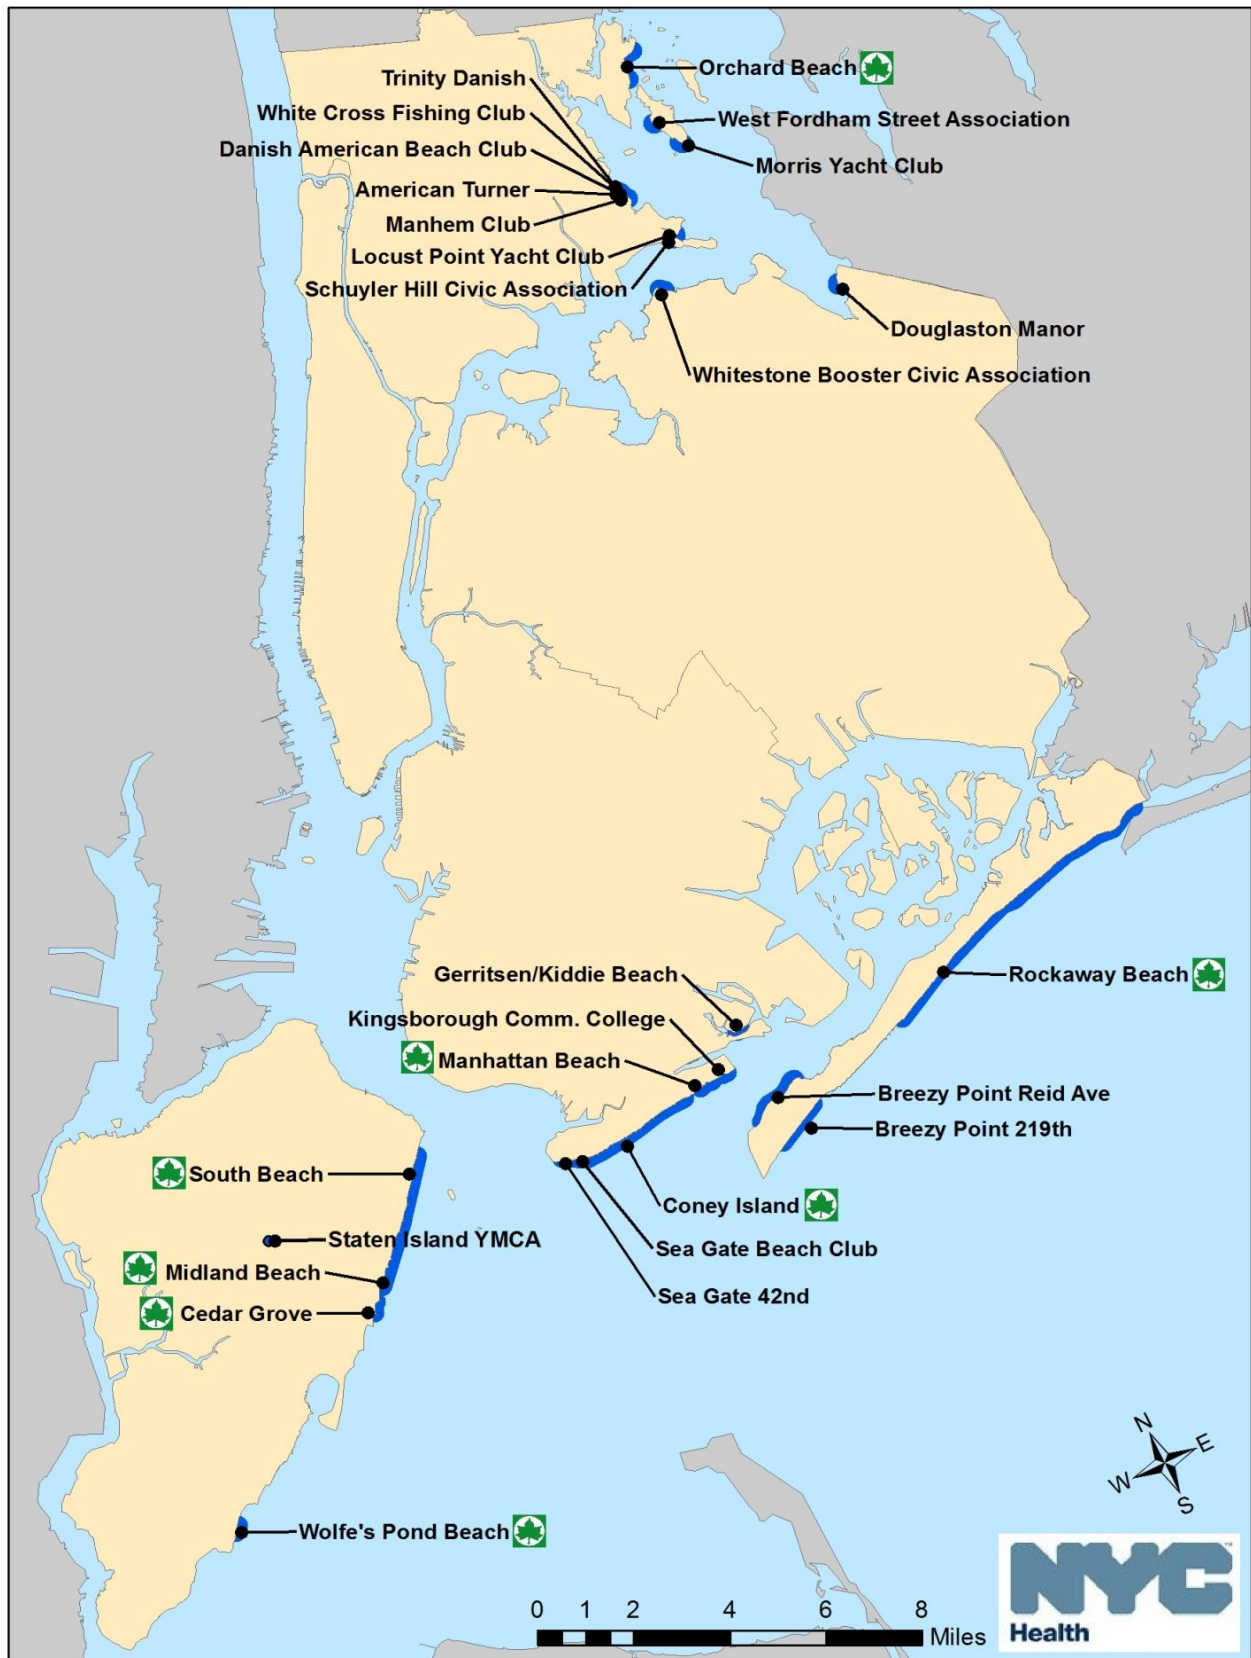 Orchard Beach
Trinity Danish
White Cross Fishing Club
West Fordham Street Association
Danish American Beach Club
Morris Yacht Club
American Turner
Manhem Club
Locust Point Yacht Club
Schuyler Hill Civic Association
Douglaston Manor
Whitestone Booster Civic Association
Gerritsen/Kiddie Beach
Rockaway Beach
Kingsborough Comm. College
Manhattan Beach
Breezy Point Reid Ave
Breezy Point 219th
South Beach
Coney Island
Staten Island YMCA
Sea Gate Beach Club
Midland Beach
Sea Gate 42nd
Cedar Grove
N
E
W
S
Wolfe's Pond Beach
NYC
Health
0 1 2 4 6 8
Miles